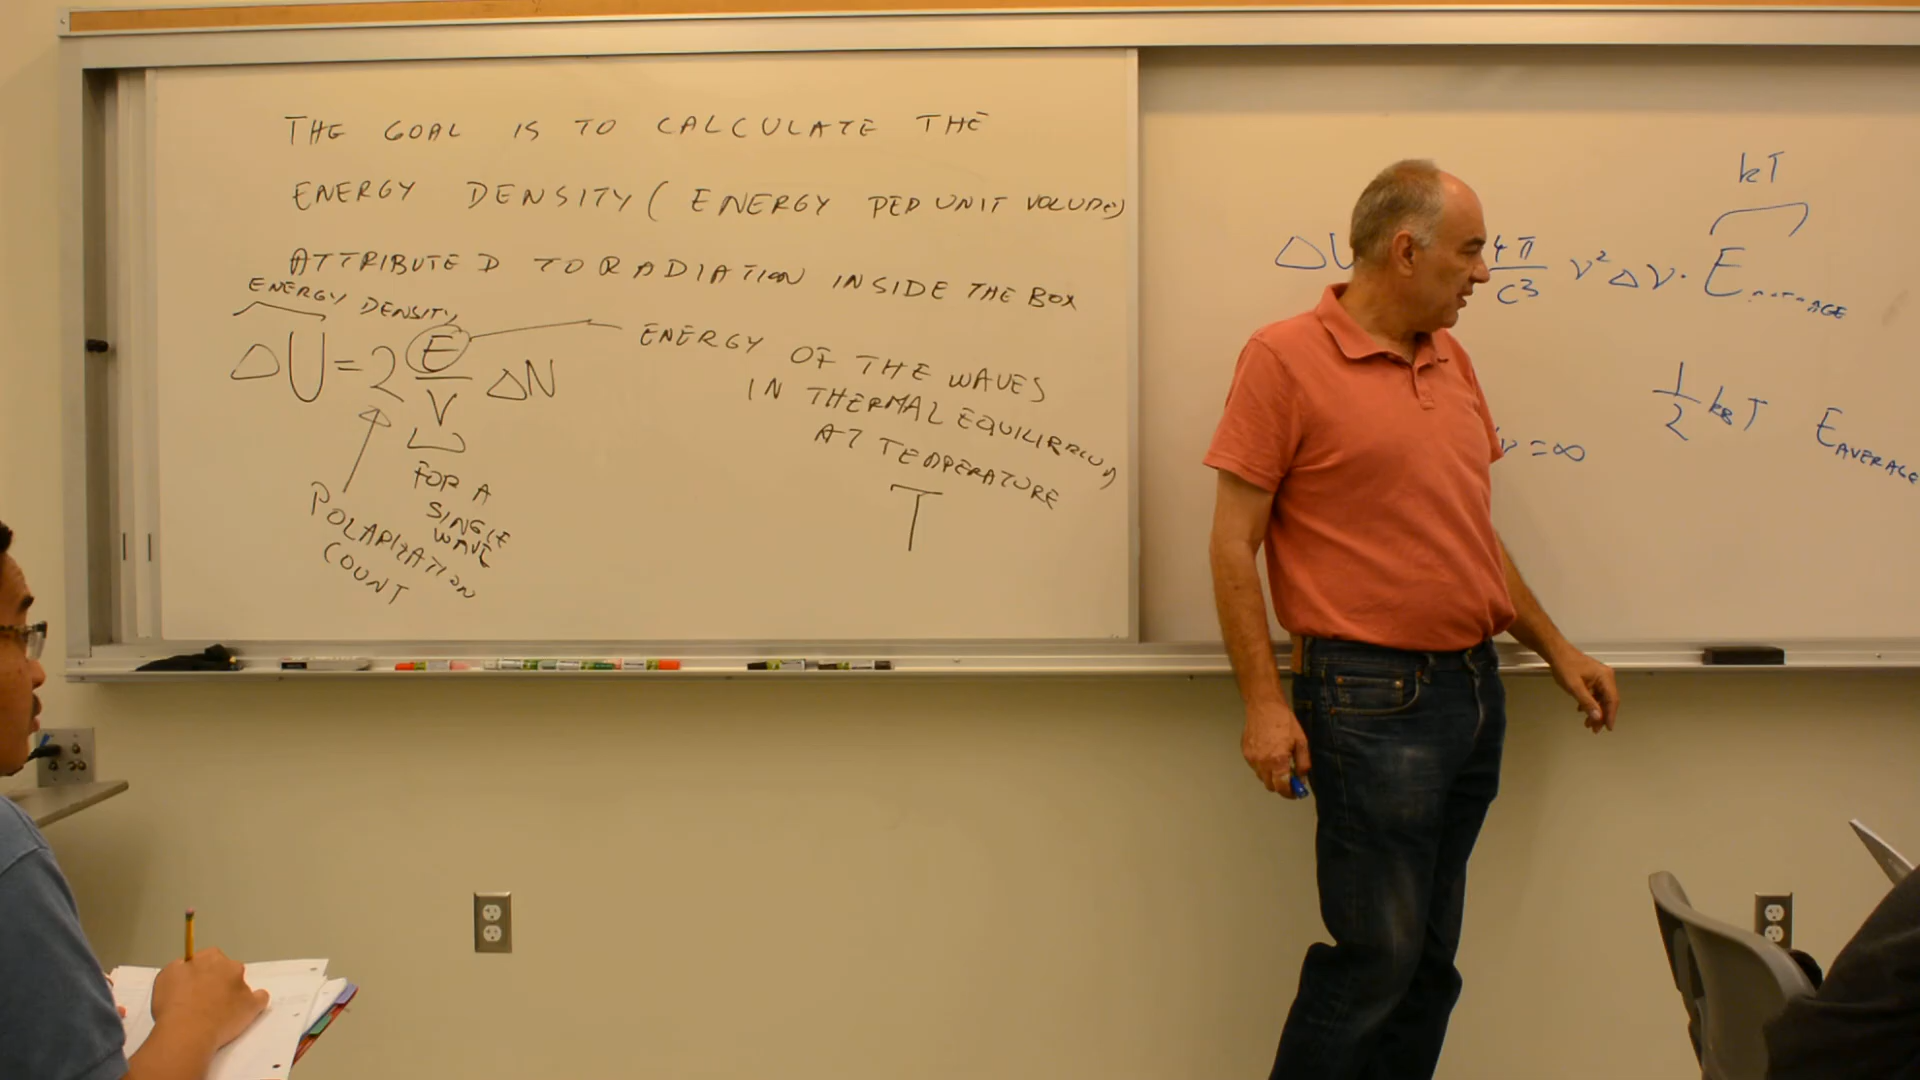 THE GOAL IS TO CALCULATE THE
ENERGY DENSITY ( ENERGY PER UNIT VOLUME)
ATTRIBUTED TO RADIATION INSIDE THE BOX
ENERGY DENSITY
ΔU = 2 E/V ΔN
ENERGY OF THE WAVES
IN THERMAL EQUILIBRIUM
AT TEMPERATURE
T
FOR A
SINGLE
WAVE
POLARIZATION
COUNT
kT
ΔU 4π/c³ ν² Δν · E
1/2 k_B T E_AVERAGE
ν = ∞